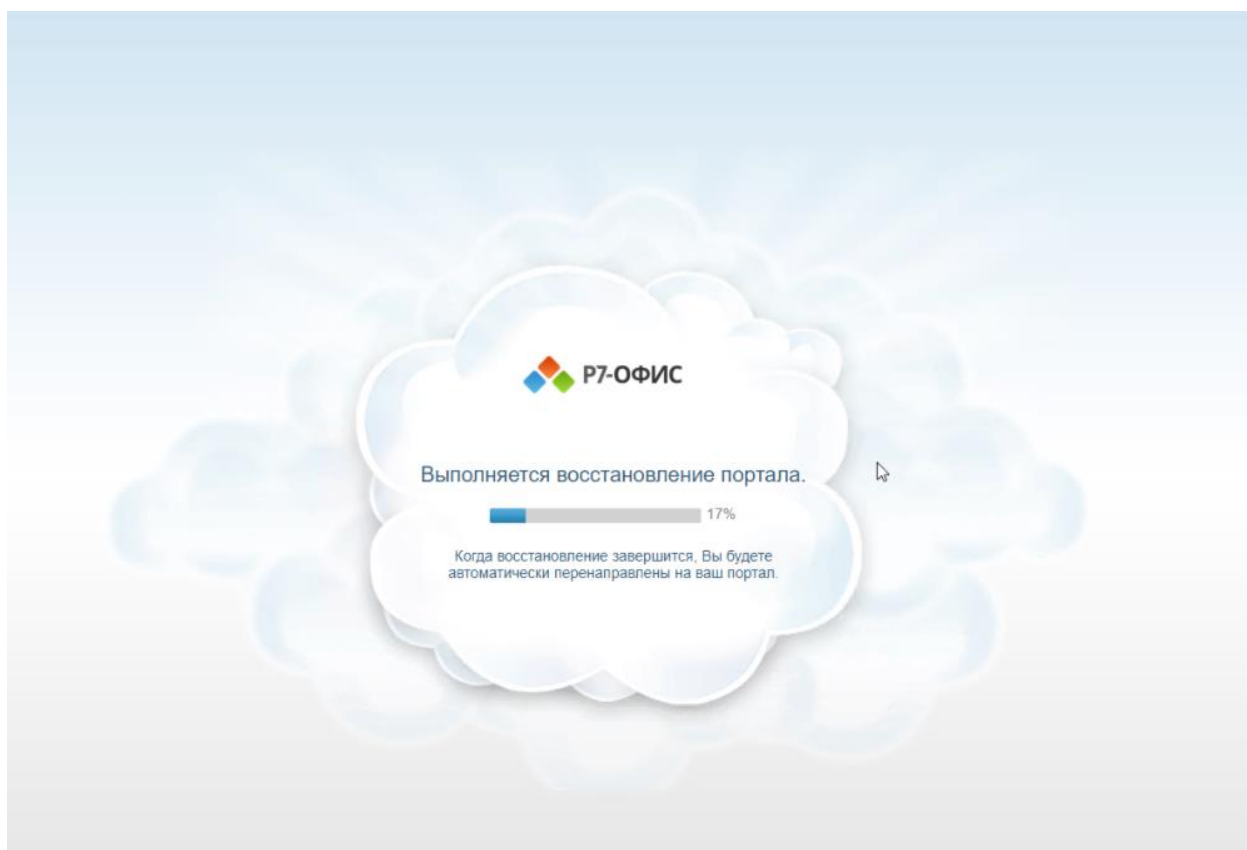 Р7-ОФИС
Выполняется восстановление портала.
17%
Когда восстановление завершится, Вы будете
автоматически перенаправлены на ваш портал.